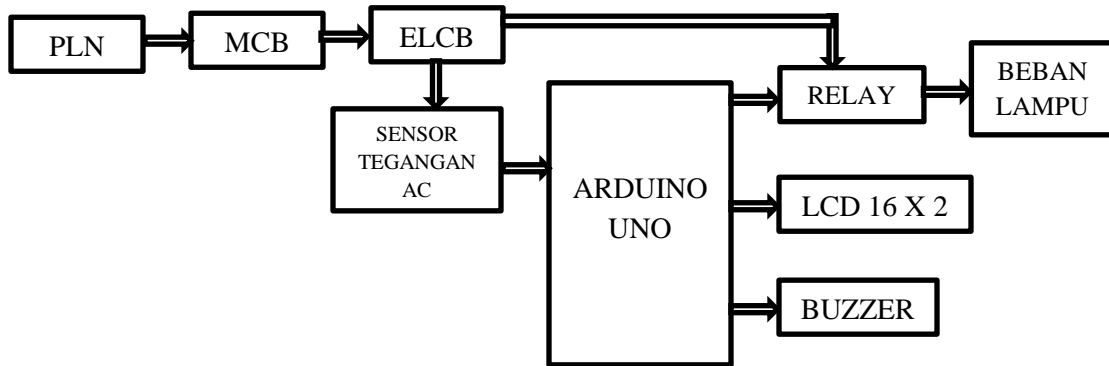 PLN
MCB
ELCB
RELAY
BEBAN
LAMPU
SENSOR
TEGANGAN
AC
ARDUINO
UNO
LCD 16 X 2
BUZZER